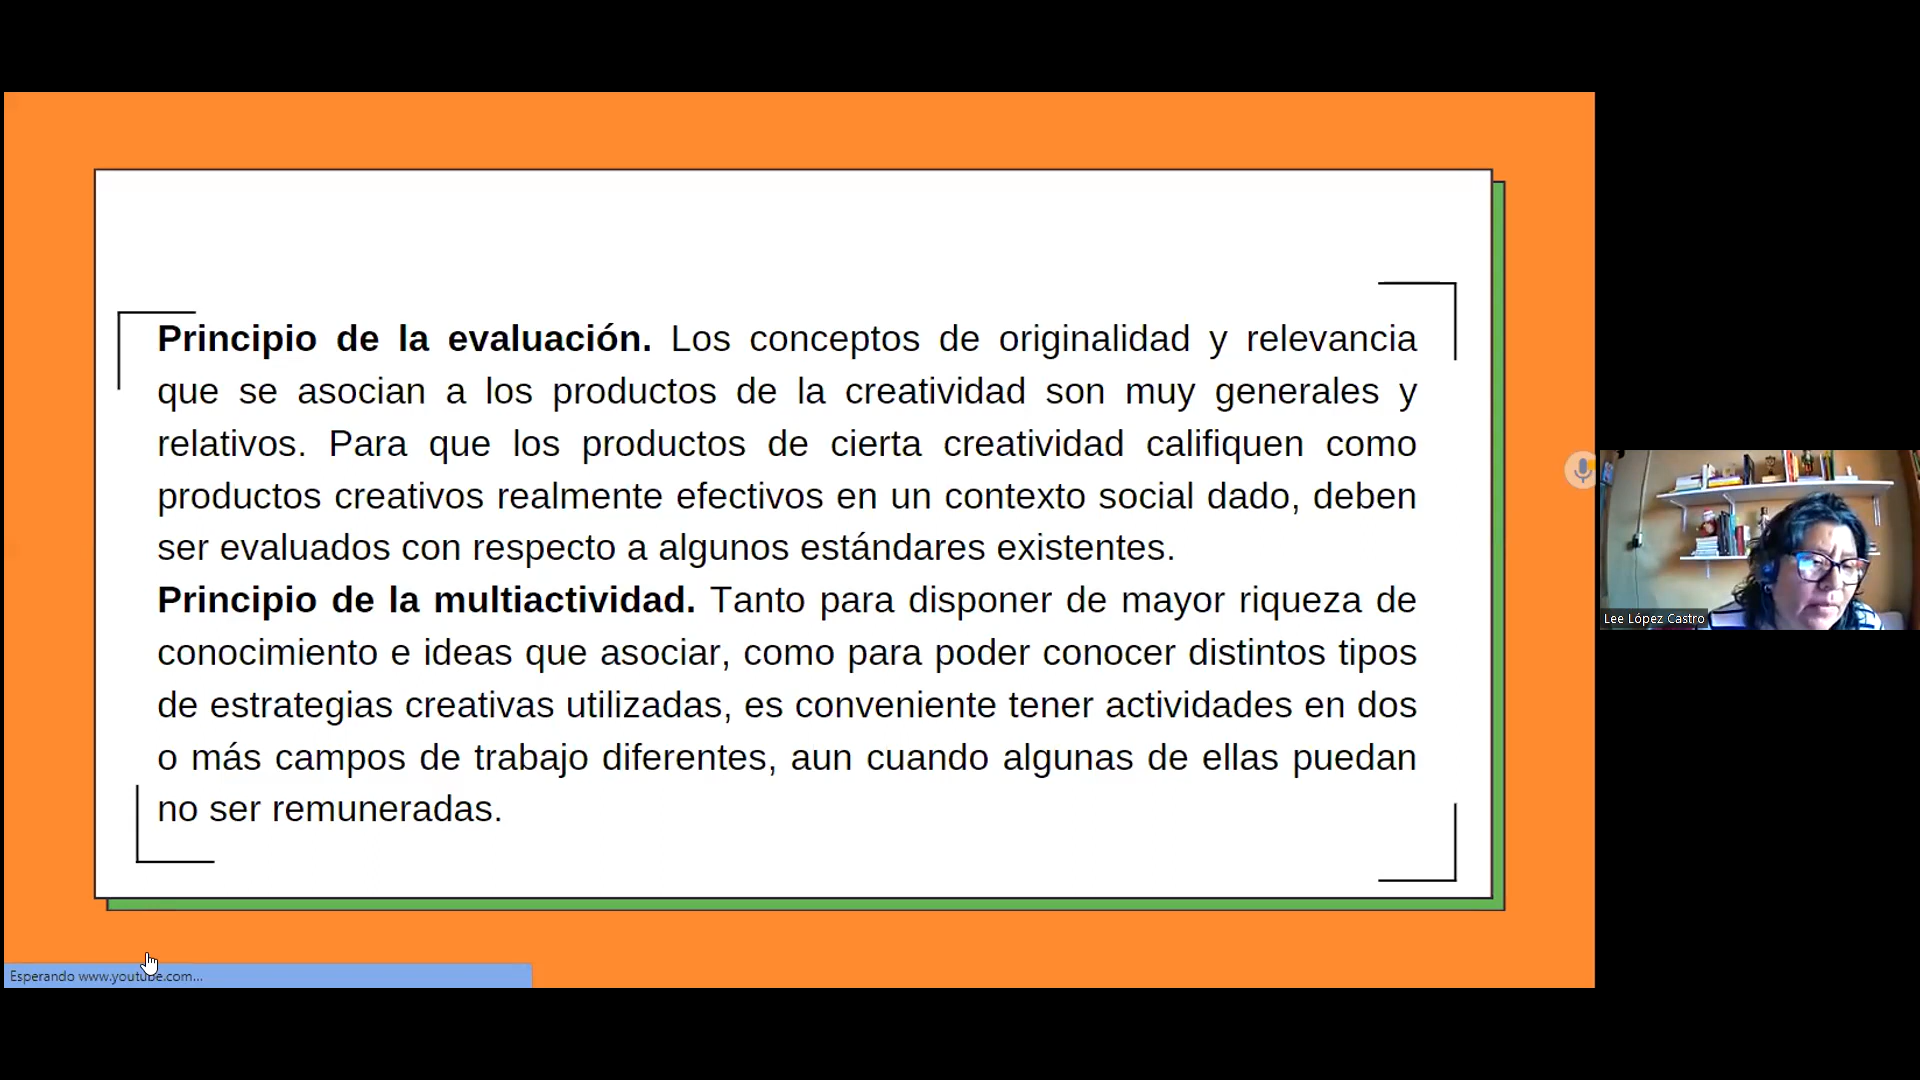 Principio de la evaluación. Los conceptos de originalidad y relevancia
que se asocian a los productos de la creatividad son muy generales y
relativos. Para que los productos de cierta creatividad califiquen como
productos creativos realmente efectivos en un contexto social dado, deben
ser evaluados con respecto a algunos estándares existentes.
Principio de la multiactividad. Tanto para disponer de mayor riqueza de
conocimiento e ideas que asociar, como para poder conocer distintos tipos
de estrategias creativas utilizadas, es conveniente tener actividades en dos
o más campos de trabajo diferentes, aun cuando algunas de ellas puedan
no ser remuneradas.
Lee López Castro
Esperando www.youtube.com...